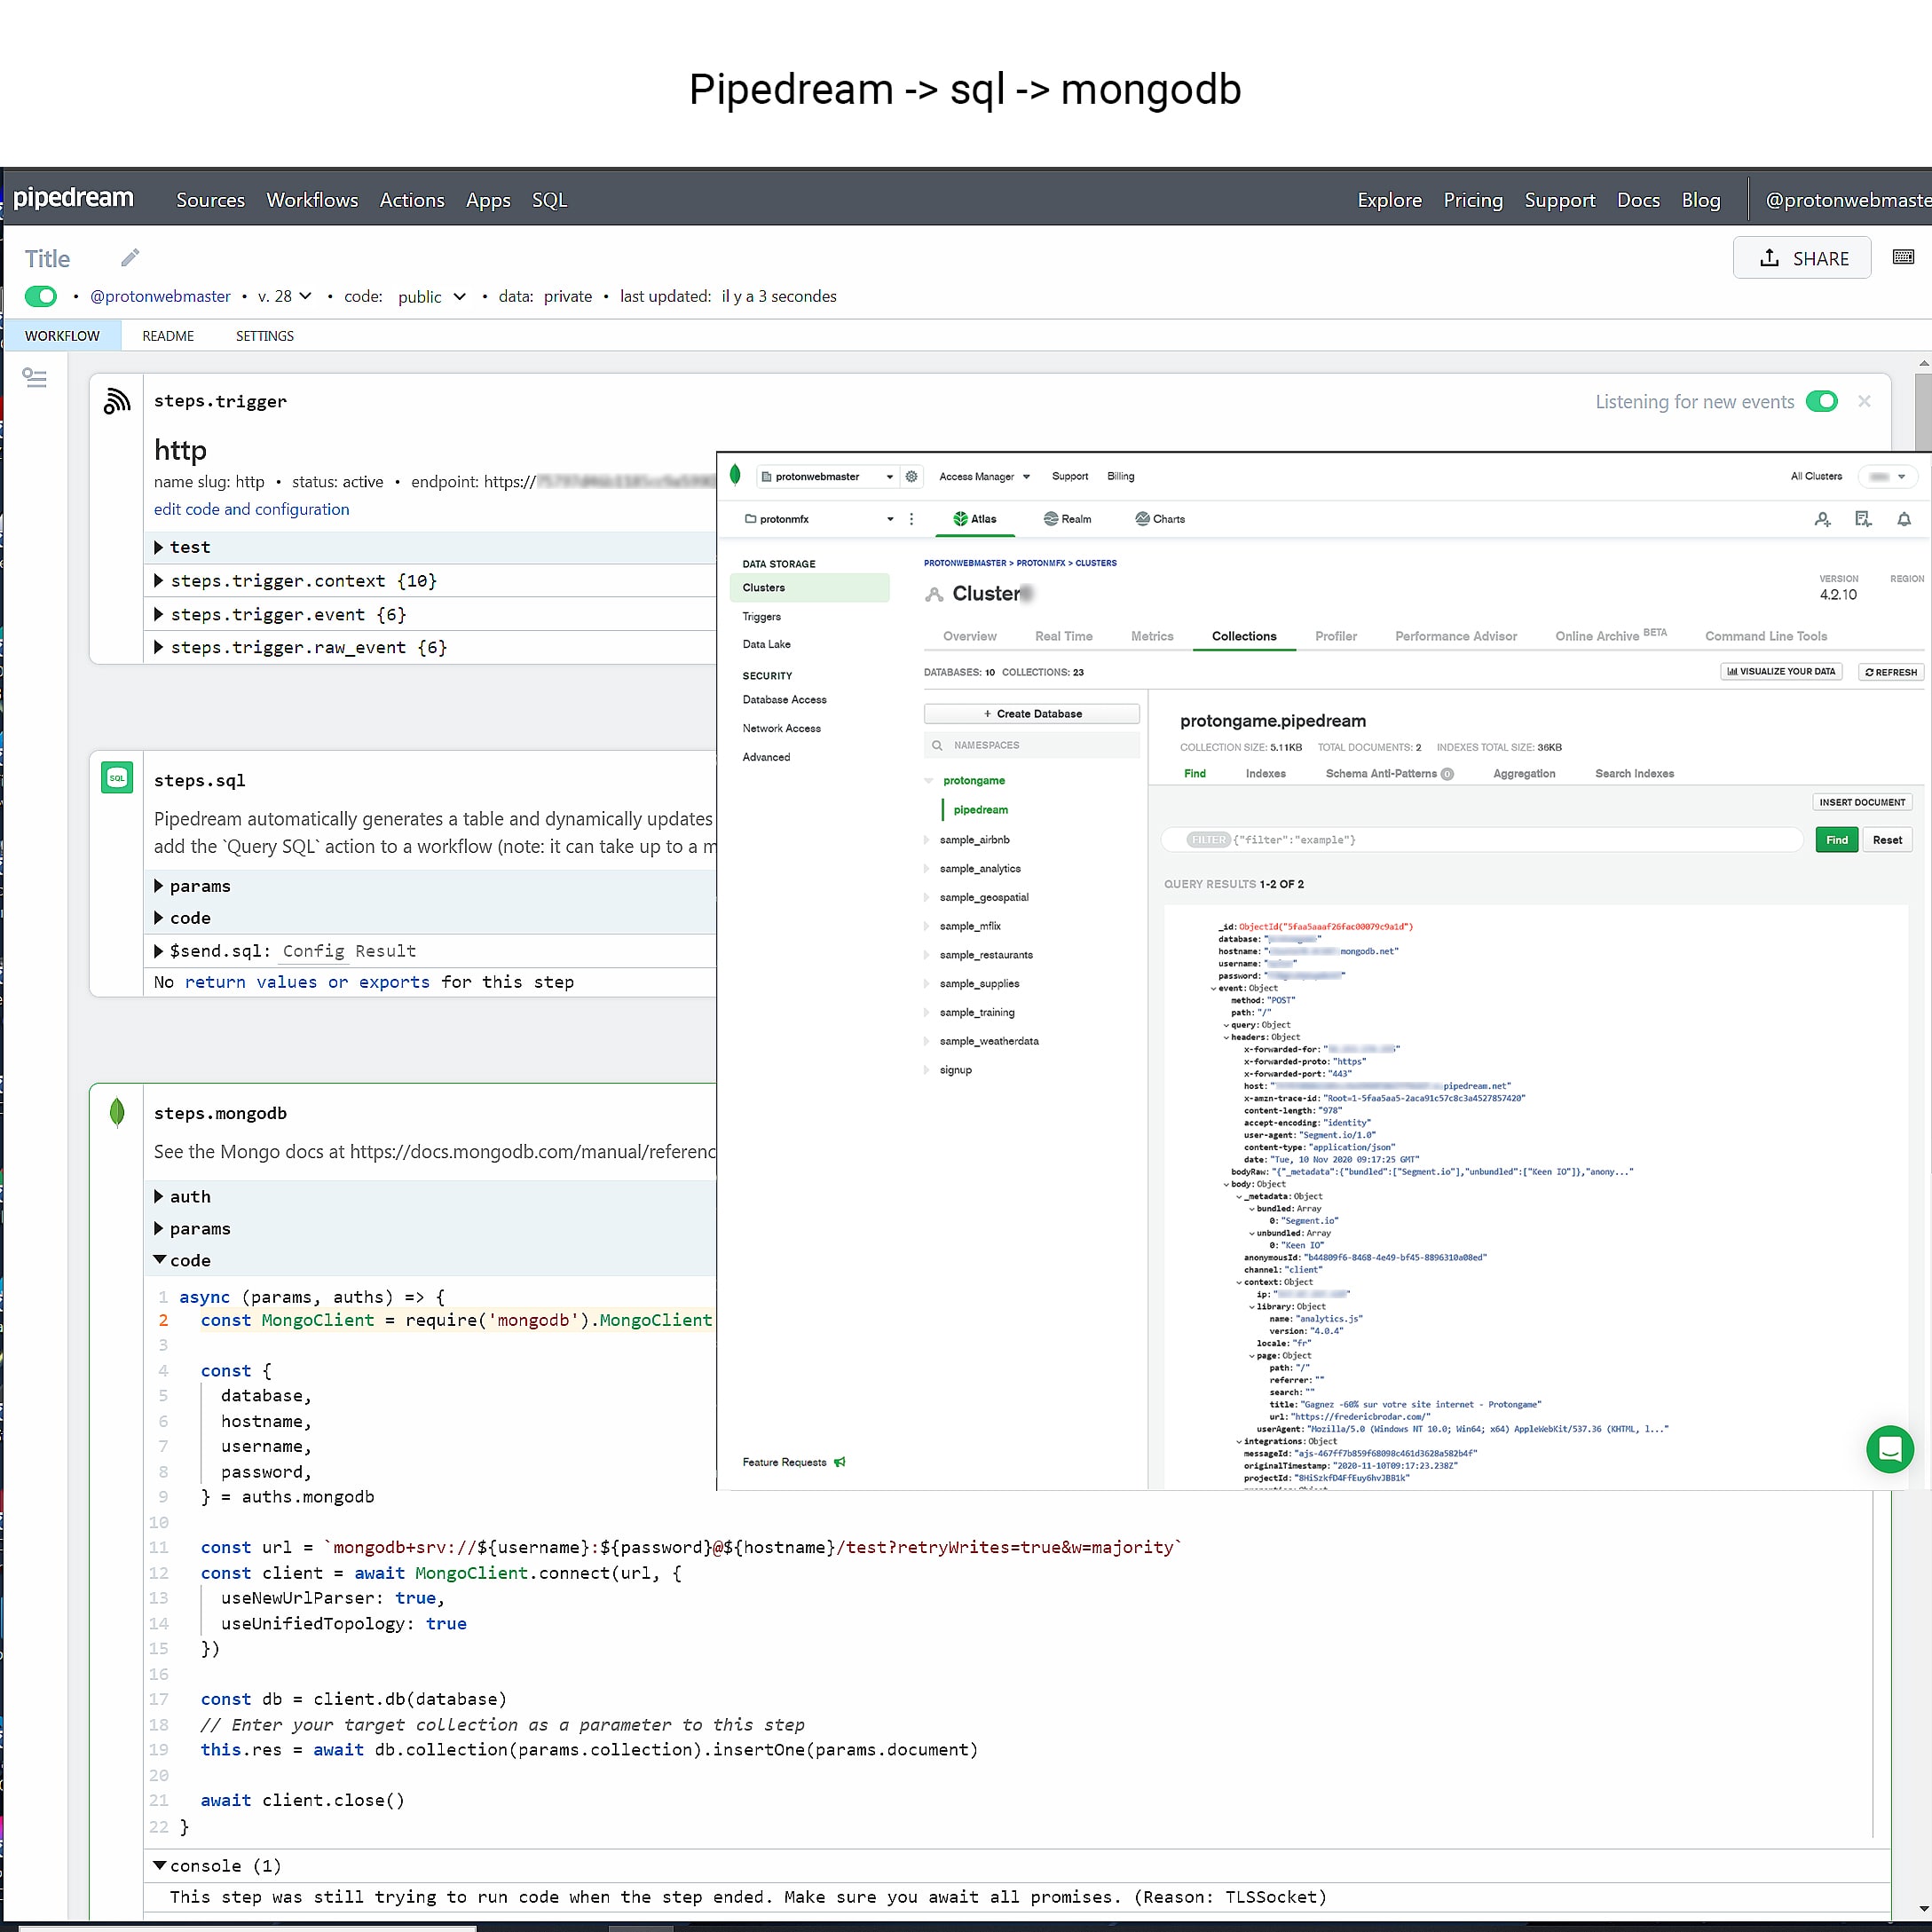 Pipedream -> sql -> mongodb
pipedream Sources Workflows Actions Apps SQL Explore Pricing Support Docs Blog @protonwebmaste
Title SHARE
• @protonwebmaster • v. 28 • code: public • data: private • last updated: il y a 3 secondes
WORKFLOW README SETTINGS
steps.trigger Listening for new events
http
name slug: http • status: active • endpoint: https://
edit code and configuration
test
steps.trigger.context {10}
steps.trigger.event {6}
steps.trigger.raw_event {6}
SQL
steps.sql
Pipedream automatically generates a table and dynamically updates
add the `Query SQL` action to a workflow (note: it can take up to a m
params
code
$send.sql: Config Result
No return values or exports for this step
steps.mongodb
See the Mongo docs at https://docs.mongodb.com/manual/referenc
auth
params
code
1 async (params, auths) => {
2 const MongoClient = require('mongodb').MongoClient
3
4 const {
5 database,
6 hostname,
7 username,
8 password,
9 } = auths.mongodb
10
11 const url = `mongodb+srv://${username}:${password}@${hostname}/test?retryWrites=true&w=majority`
12 const client = await MongoClient.connect(url, {
13 useNewUrlParser: true,
14 useUnifiedTopology: true
15 })
16
17 const db = client.db(database)
18 // Enter your target collection as a parameter to this step
19 this.res = await db.collection(params.collection).insertOne(params.document)
20
21 await client.close()
22 }
console (1)
This step was still trying to run code when the step ended. Make sure you await all promises. (Reason: TLSSocket)
protonwebmaster Access Manager Support Billing All Clusters
protonmfx Atlas Realm Charts
DATA STORAGE
Clusters
Triggers
Data Lake
SECURITY
Database Access
Network Access
Advanced
Feature Requests
PROTONWEBMASTER > PROTONMFX > CLUSTERS
Cluster
VERSION REGION
4.2.10
Overview Real Time Metrics Collections Profiler Performance Advisor Online Archive BETA Command Line Tools
DATABASES: 10 COLLECTIONS: 23 VISUALIZE YOUR DATA REFRESH
+ Create Database
NAMESPACES
protongame
pipedream
sample_airbnb
sample_analytics
sample_geospatial
sample_mflix
sample_restaurants
sample_supplies
sample_training
sample_weatherdata
signup
protongame.pipedream
COLLECTION SIZE: 5.11KB TOTAL DOCUMENTS: 2 INDEXES TOTAL SIZE: 36KB
Find Indexes Schema Anti-Patterns 0 Aggregation Search Indexes
INSERT DOCUMENT
FILTER {"filter":"example"} Find Reset
QUERY RESULTS 1-2 OF 2
_id: ObjectId("5faa5aaaf26fac00079c9a1d")
database: " "
hostname: " mongodb.net"
username: " "
password: " "
event: Object
method: "POST"
path: "/"
query: Object
headers: Object
x-forwarded-for: " "
x-forwarded-proto: "https"
x-forwarded-port: "443"
host: " pipedream.net"
x-amzn-trace-id: "Root=1-5faa5aa5-2aca91c57c8c3a4527857420"
content-length: "978"
accept-encoding: "identity"
user-agent: "Segment.io/1.0"
content-type: "application/json"
date: "Tue, 10 Nov 2020 09:17:25 GMT"
bodyRaw: "{"_metadata":{"bundled":["Segment.io"],"unbundled":["Keen IO"]},"anony..."
body: Object
_metadata: Object
bundled: Array
0: "Segment.io"
unbundled: Array
0: "Keen IO"
anonymousId: "b44809f6-8468-4e49-bf45-8896310a08ed"
channel: "client"
context: Object
ip: " "
library: Object
name: "analytics.js"
version: "4.0.4"
locale: "fr"
page: Object
path: "/"
referrer: ""
search: ""
title: "Gagnez -60% sur votre site internet - Protongame"
url: "https://fredericbrodar.com/"
userAgent: "Mozilla/5.0 (Windows NT 10.0; Win64; x64) AppleWebKit/537.36 (KHTML, l..."
integrations: Object
messageId: "ajs-467ff7b859f68098c461d3628a582b4f"
originalTimestamp: "2020-11-10T09:17:23.238Z"
projectId: "8HiSzkfD4FfEuy6hvJBB1k"